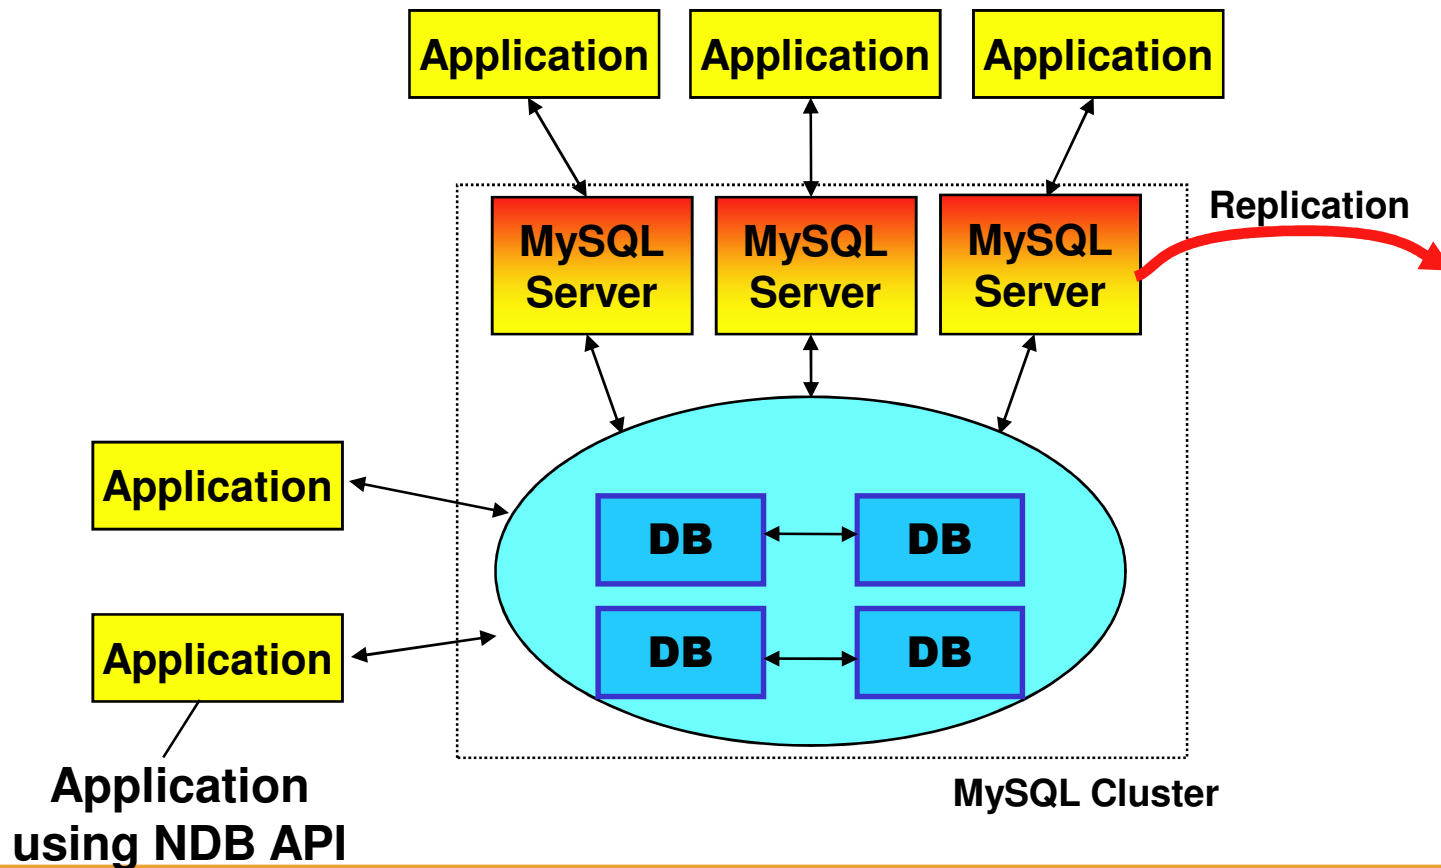 Application
Application
Application
MySQL
Server
MySQL
Server
MySQL
Server
Replication
Application
DB
DB
Application
DB
DB
Application
using NDB API
MySQL Cluster